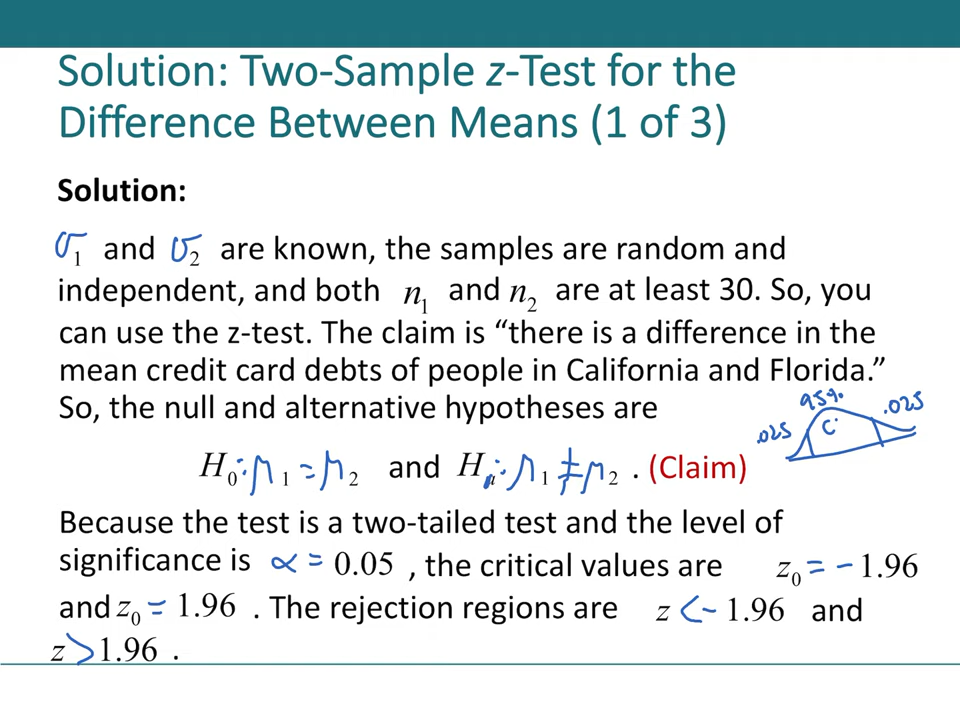 Solution: Two-Sample z-Test for the
Difference Between Means (1 of 3)
Solution:
σ₁ and σ₂ are known, the samples are random and
independent, and both n₁ and n₂ are at least 30. So, you
can use the z-test. The claim is “there is a difference in the
mean credit card debts of people in California and Florida.”
So, the null and alternative hypotheses are
95%
.025
.025
C
H₀: μ₁ = μ₂ and Hₐ: μ₁ ≠ μ₂. (Claim)
Because the test is a two-tailed test and the level of
significance is α = 0.05, the critical values are z₀ = −1.96
and z₀ = 1.96. The rejection regions are z < −1.96 and
z > 1.96.